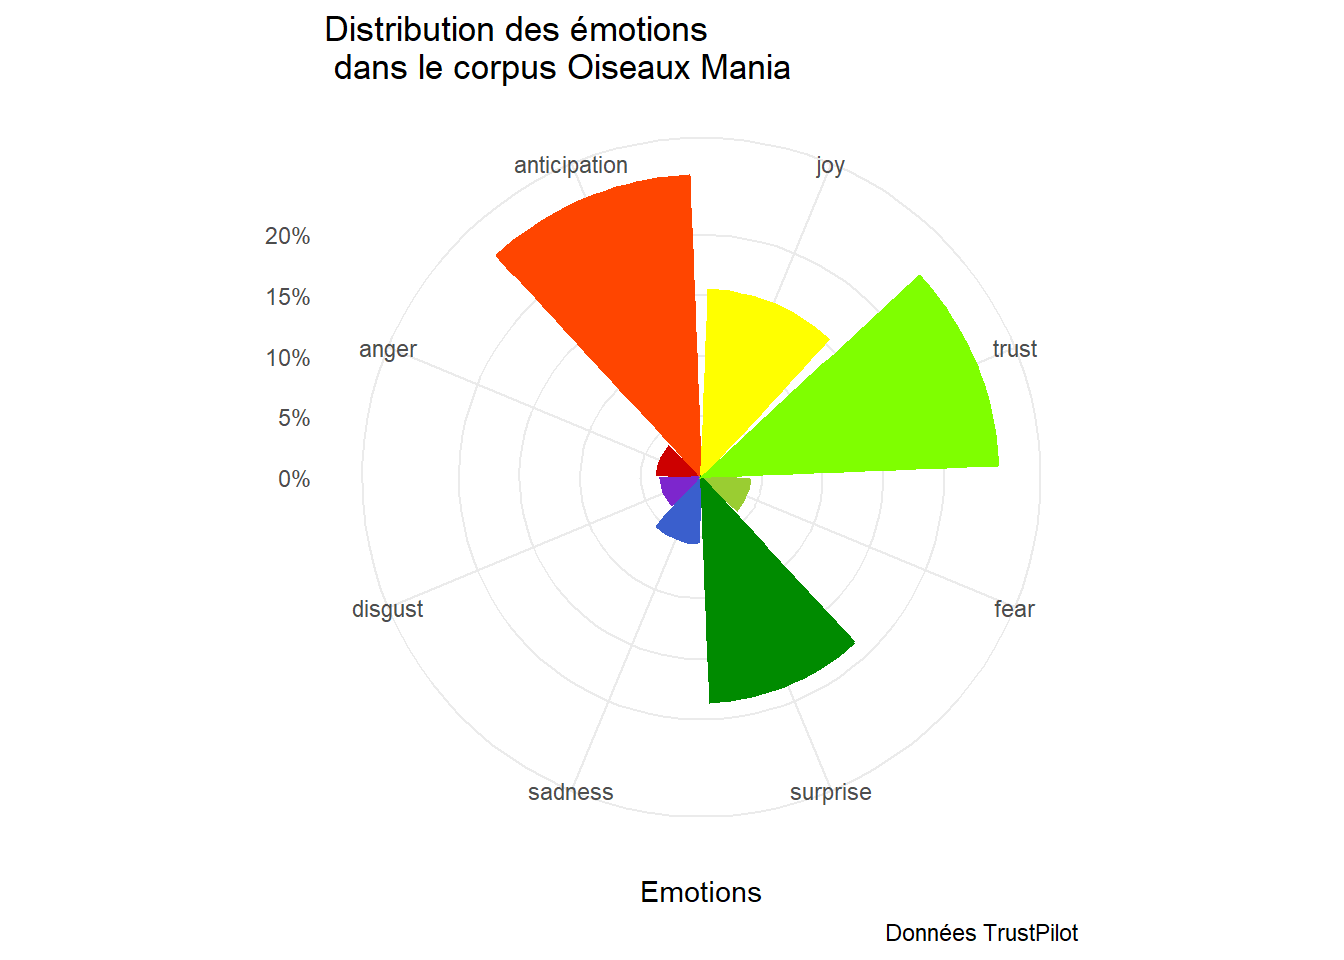 Distribution des émotions
dans le corpus Oiseaux Mania
anticipation
joy
20%
15%
anger
trust
10%
5%
0%
disgust
fear
sadness
surprise
Emotions
Données TrustPilot